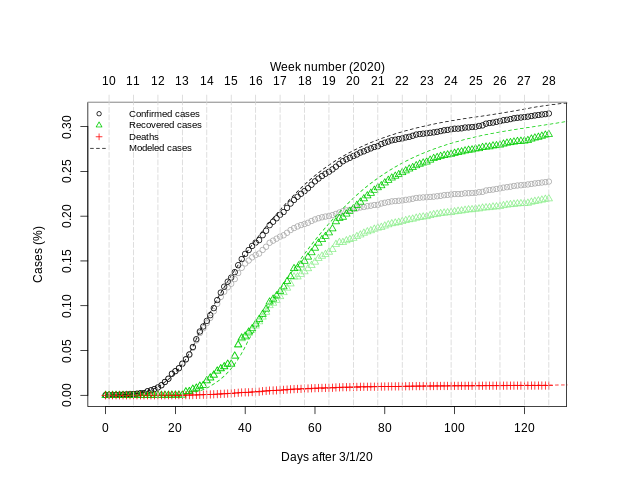 Week number (2020)
10 11 12 13 14 15 16 17 18 19 20 21 22 23 24 25 26 27 28
Confirmed cases
Recovered cases
Deaths
Modeled cases
0.30
0.25
0.20
0.15
0.10
0.05
0.00
Cases (%)
0 20 40 60 80 100 120
Days after 3/1/20